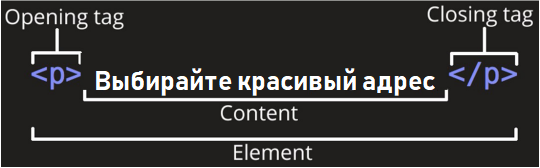 Opening tag Closing tag
<p> Выбирайте красивый адрес </p>
Content
Element